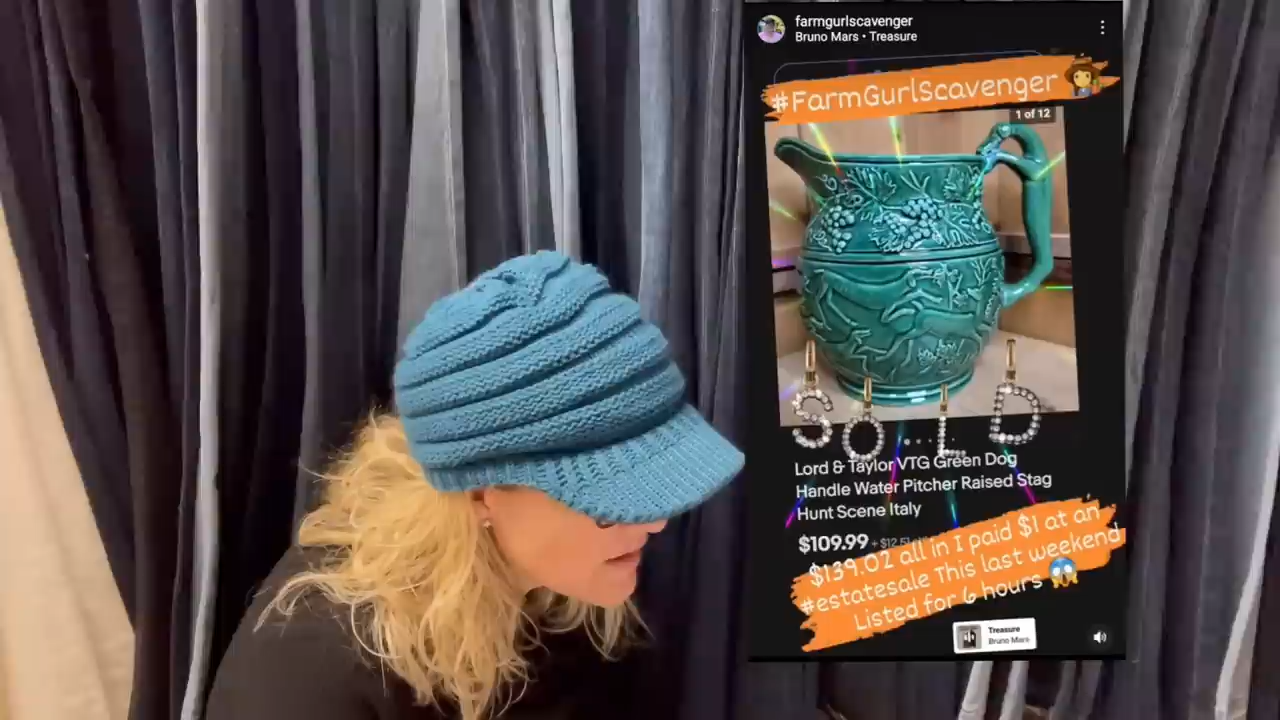 farmgurlscavenger
Bruno Mars • Treasure
#FarmGurlScavenger
1 of 12
SOLD
Lord & Taylor VTG Green Dog
Handle Water Pitcher Raised Stag
Hunt Scene Italy
$109.99 + $12.51
$139.02 all in I paid $1 at an
#estatesale This last weekend
Listed for 6 hours
Treasure
Bruno Mars